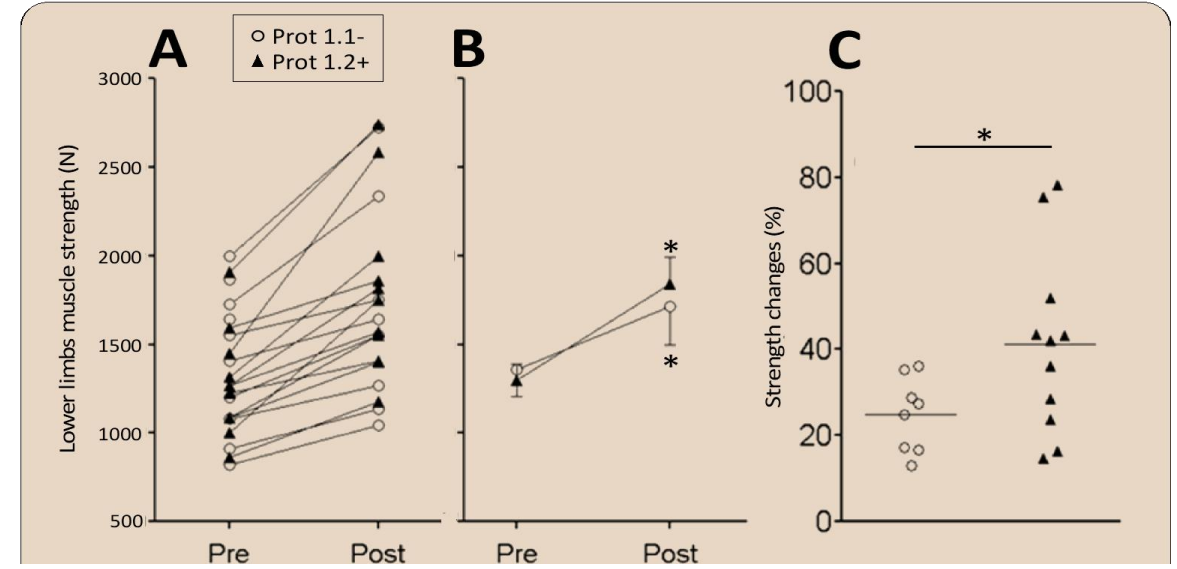 A
○ Prot 1.1-
▲ Prot 1.2+
B
C
Lower limbs muscle strength (N)
3000
2500
2000
1500
1000
500
Pre Post
*
*
Pre Post
Strength changes (%)
100
80
60
40
20
0
*